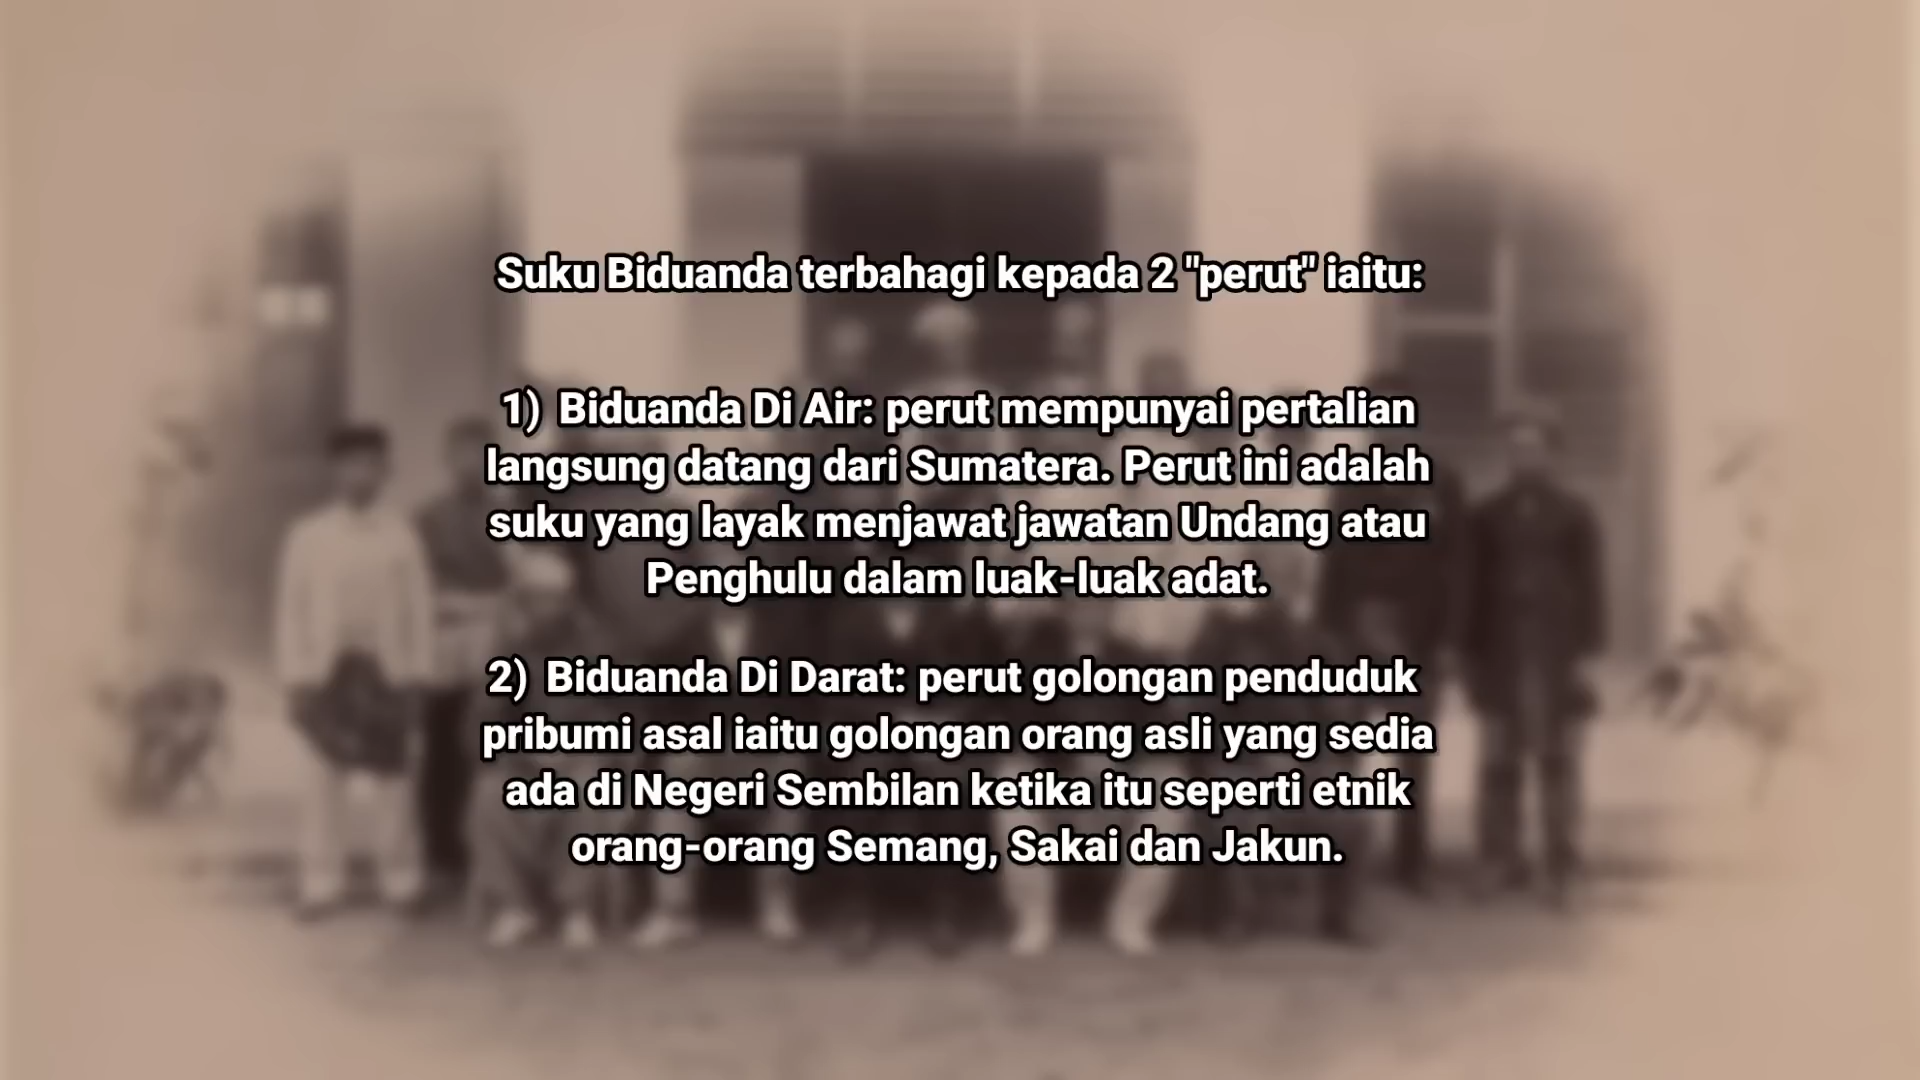 Suku Biduanda terbahagi kepada 2 "perut" iaitu:
1) Biduanda Di Air: perut mempunyai pertalian
langsung datang dari Sumatera. Perut ini adalah
suku yang layak menjawat jawatan Undang atau
Penghulu dalam luak-luak adat.
2) Biduanda Di Darat: perut golongan penduduk
pribumi asal iaitu golongan orang asli yang sedia
ada di Negeri Sembilan ketika itu seperti etnik
orang-orang Semang, Sakai dan Jakun.